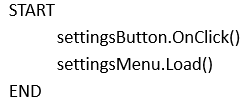 START
settingsButton.OnClick()
settingsMenu.Load()
END